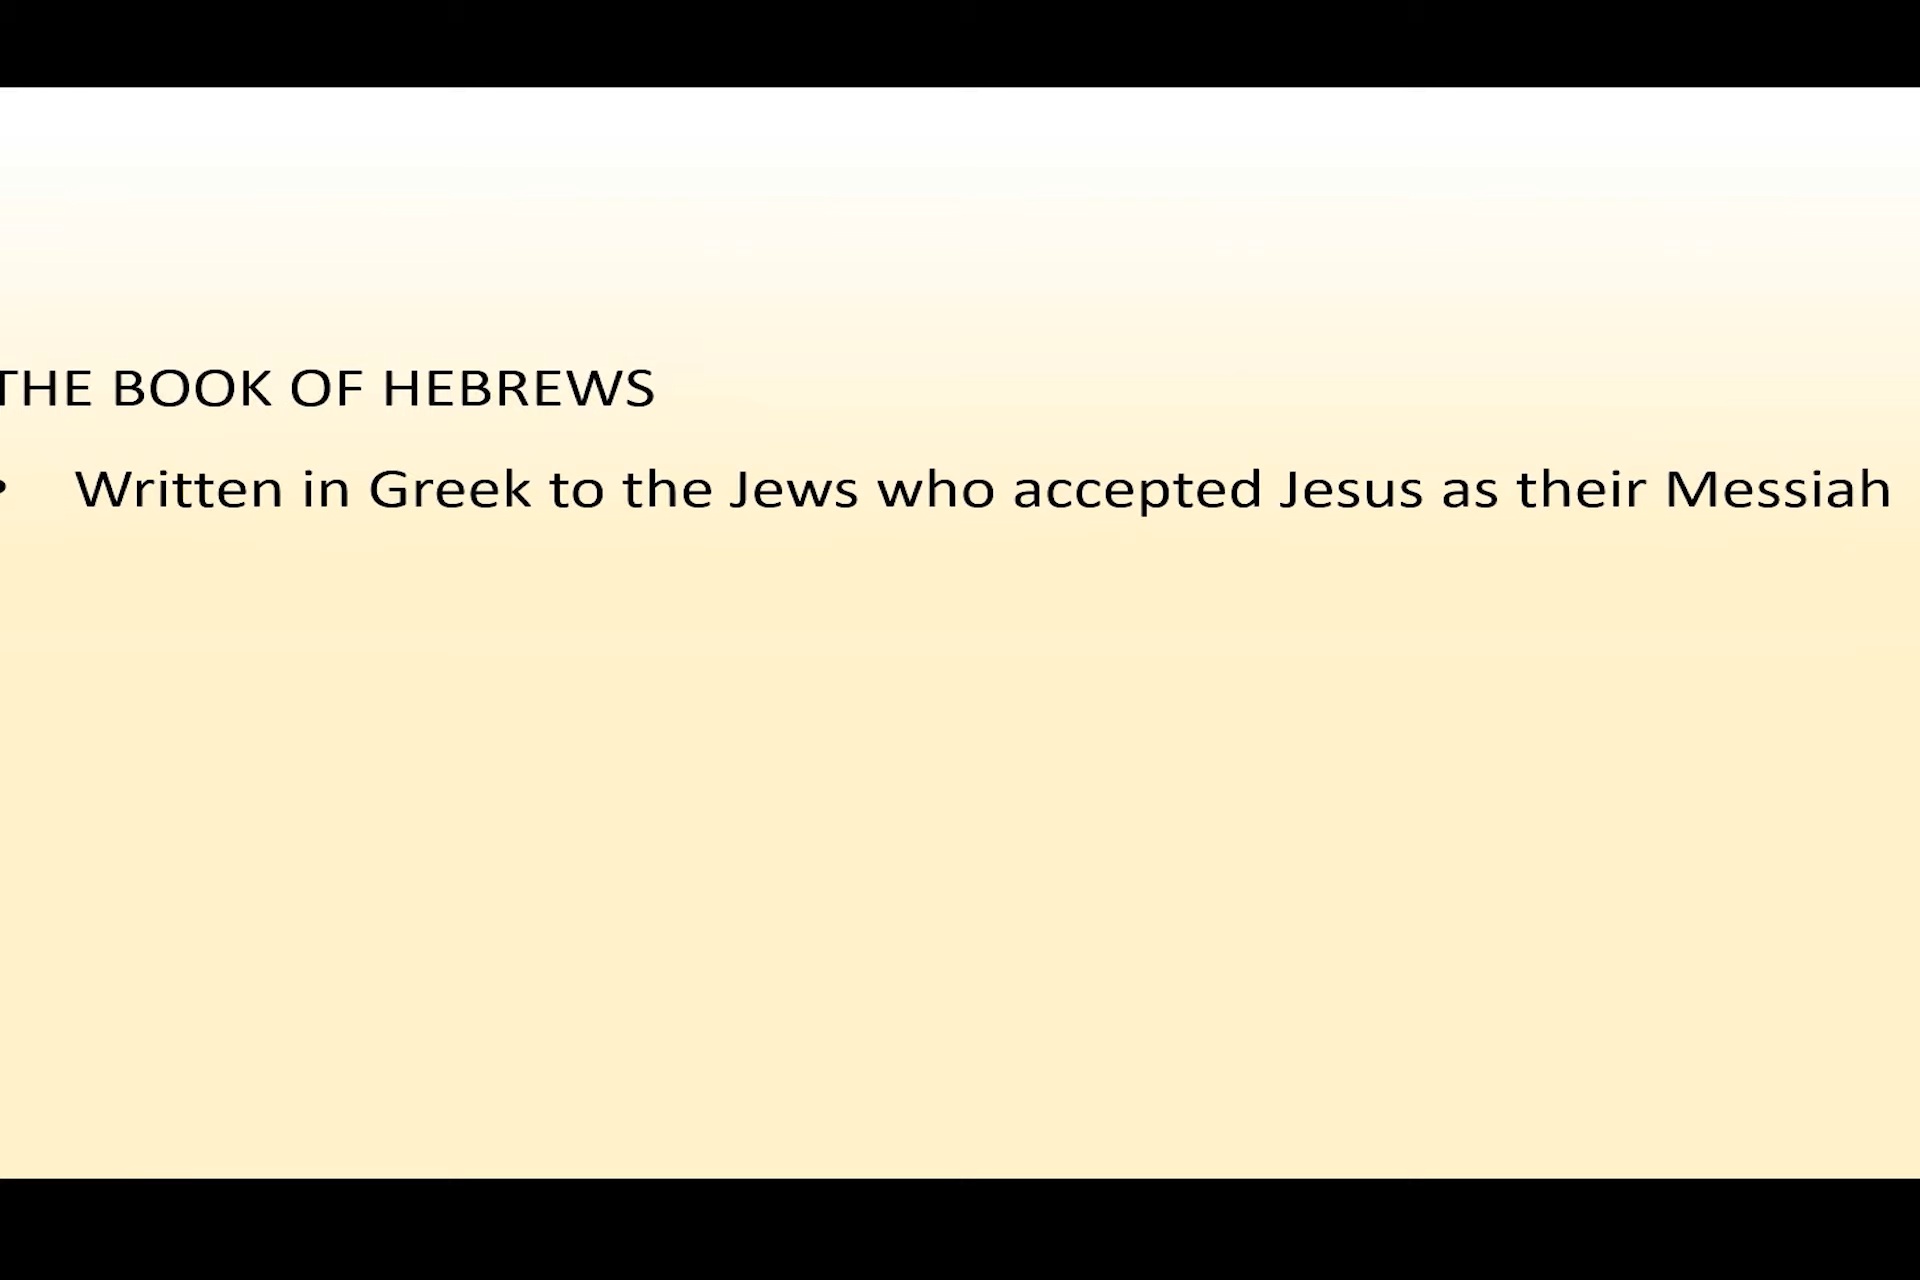 THE BOOK OF HEBREWS
• Written in Greek to the Jews who accepted Jesus as their Messiah